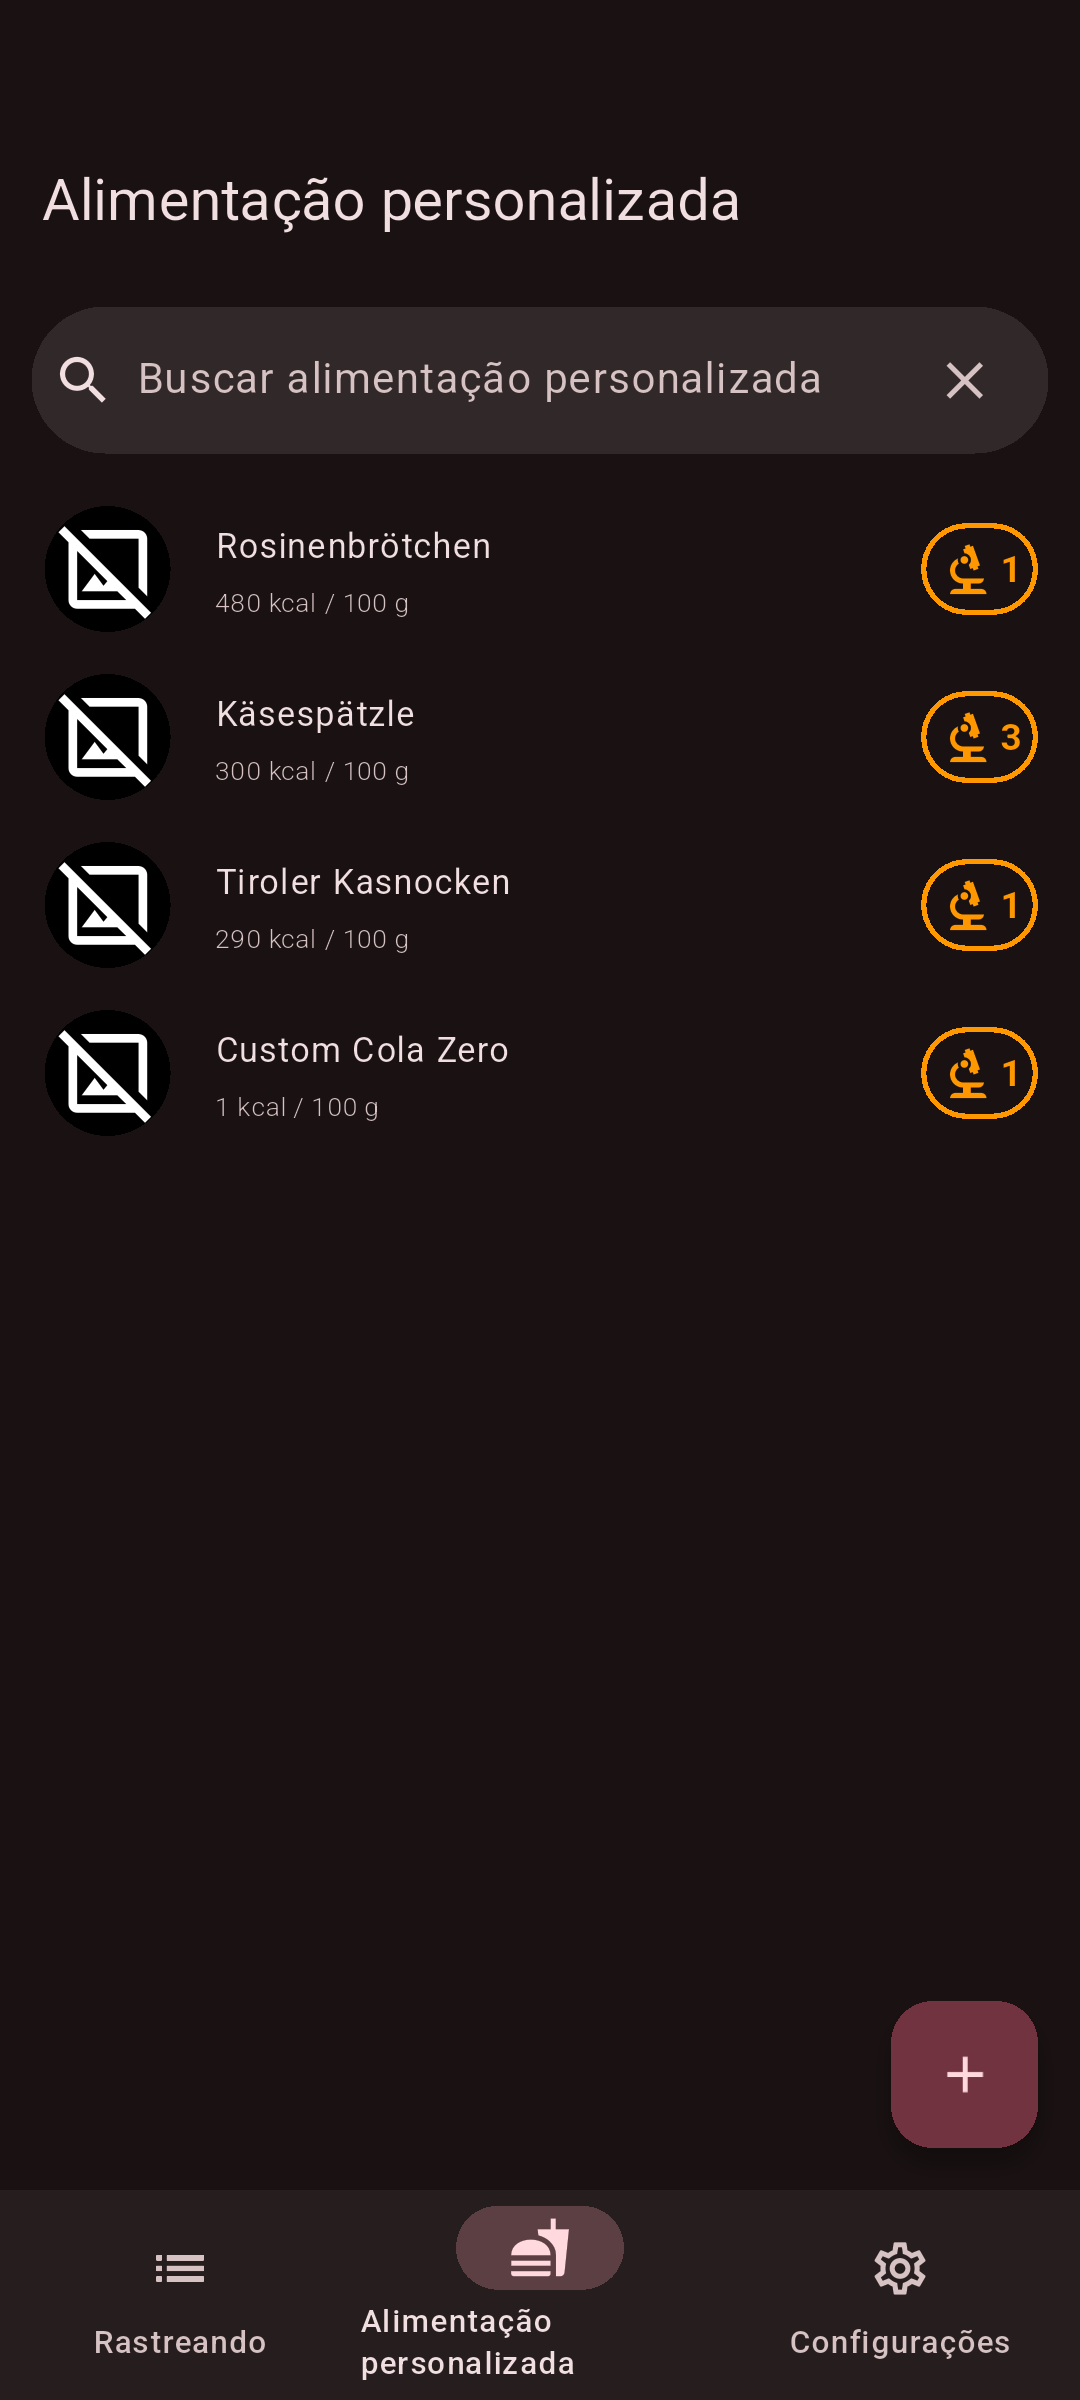 Alimentação personalizada
Buscar alimentação personalizada
Rosinenbrötchen
480 kcal / 100 g
1
Käsespätzle
300 kcal / 100 g
3
Tiroler Kasnocken
290 kcal / 100 g
1
Custom Cola Zero
1 kcal / 100 g
1
Rastreando
Alimentação
personalizada
Configurações